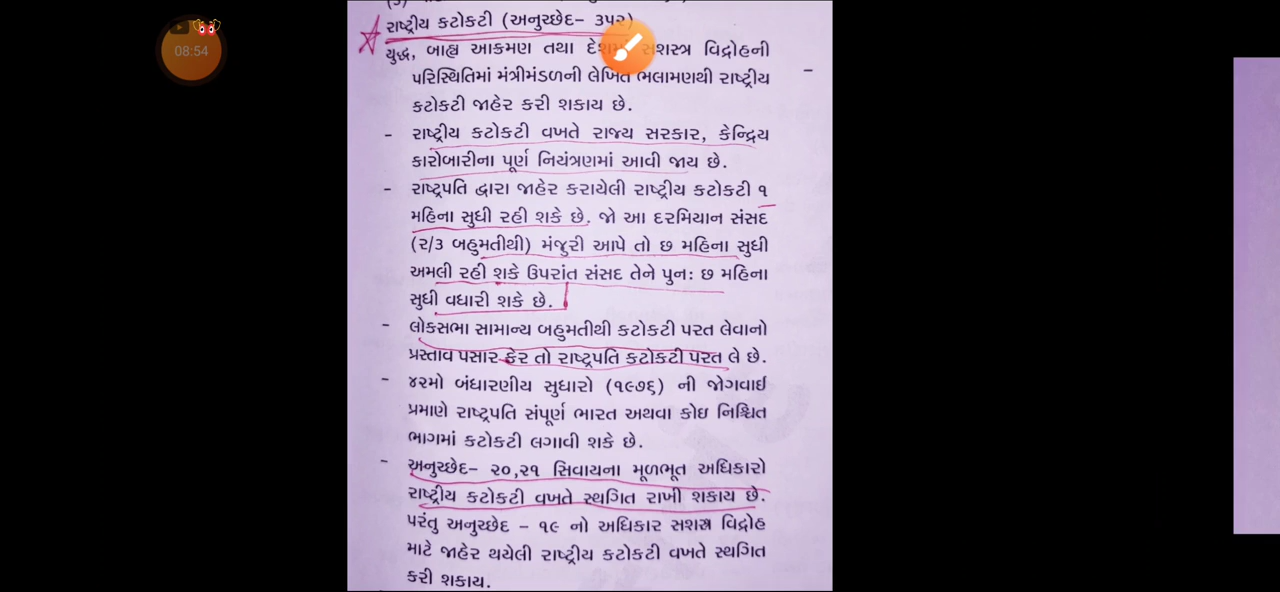 રાષ્ટ્રીય કટોકટી (અનુચ્છેદ- ૩૫૨)
યુદ્ધ, બાહ્ય આક્રમણ તથા સશસ્ત્ર વિદ્રોહની
પરિસ્થિતિમાં મંત્રીમંડળની લેખિત ભલામણથી રાષ્ટ્રીય
કટોકટી જાહેર કરી શકાય છે.
- રાષ્ટ્રીય કટોકટી વખતે રાજ્ય સરકાર, કેન્દ્રિય
કારોબારીના પૂર્ણ નિયંત્રણમાં આવી જાય છે.
- રાષ્ટ્રપતિ દ્વારા જાહેર કરાયેલી રાષ્ટ્રીય કટોકટી ૧
મહિના સુધી રહી શકે છે. જો આ દરમિયાન સંસદ
(૨/૩ બહુમતીથી) મંજુરી આપે તો છ મહિના સુધી
અમલી રહી શકે ઉપરાંત સંસદ તેને પુનઃ છ મહિના
સુધી વધારી શકે છે.
- લોકસભા સામાન્ય બહુમતીથી કટોકટી પરત લેવાનો
પ્રસ્તાવ પસાર કેર તો રાષ્ટ્રપતિ કટોકટી પરત લે છે.
- ૪૨મો બંધારણીય સુધારો (૧૯૭૬) ની જોગવાઈ
પ્રમાણે રાષ્ટ્રપતિ સંપૂર્ણ ભારત અથવા કોઇ નિશ્ચિત
ભાગમાં કટોકટી લગાવી શકે છે.
- અનુચ્છેદ- ૨૦,૨૧ સિવાયના મૂળભૂત અધિકારો
રાષ્ટ્રીય કટોકટી વખતે સ્થગિત રાખી શકાય છે.
પરંતુ અનુચ્છેદ - ૧૯ નો અધિકાર સશસ્ત્ર વિદ્રોહ
માટે જાહેર થયેલી રાષ્ટ્રીય કટોકટી વખતે સ્થગિત
કરી શકાય.
08:54